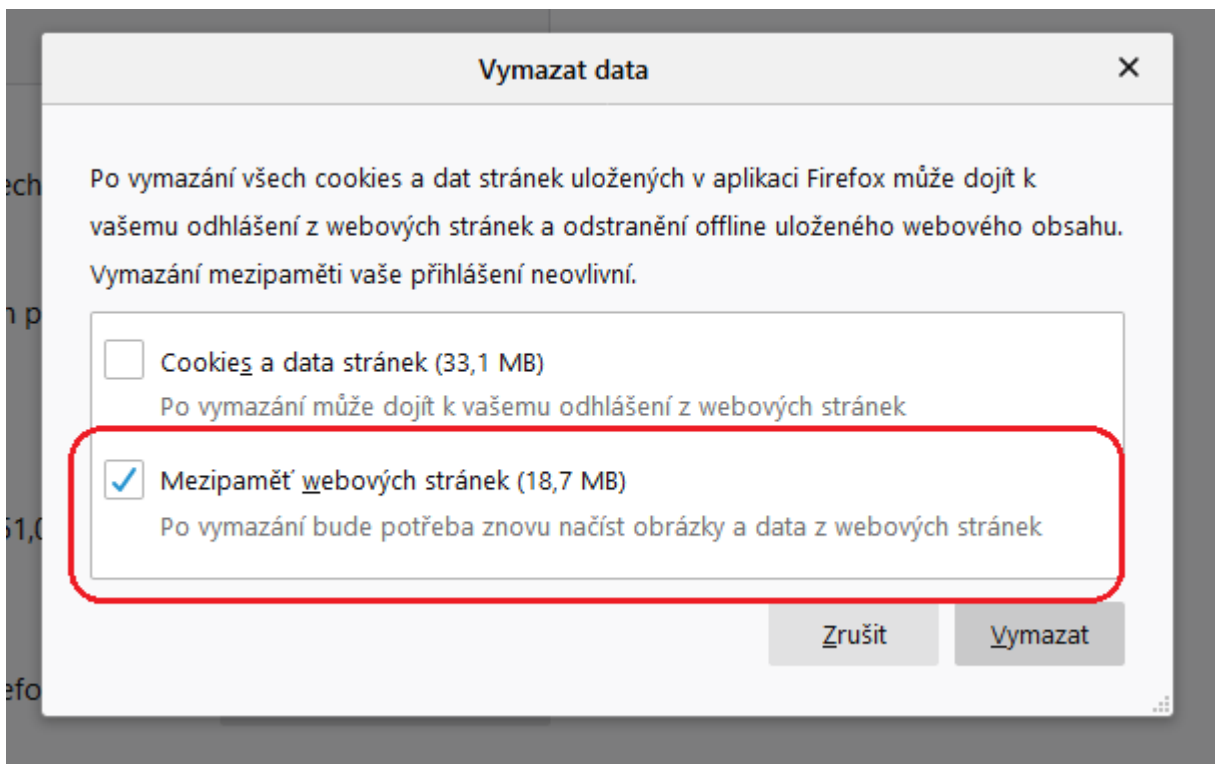 Vymazat data
Po vymazání všech cookies a dat stránek uložených v aplikaci Firefox může dojít k
vašemu odhlášení z webových stránek a odstranění offline uloženého webového obsahu.
Vymazání mezipaměti vaše přihlášení neovlivní.
Cookies a data stránek (33,1 MB)
Po vymazání může dojít k vašemu odhlášení z webových stránek
Mezipaměť webových stránek (18,7 MB)
Po vymazání bude potřeba znovu načíst obrázky a data z webových stránek
Zrušit
Vymazat